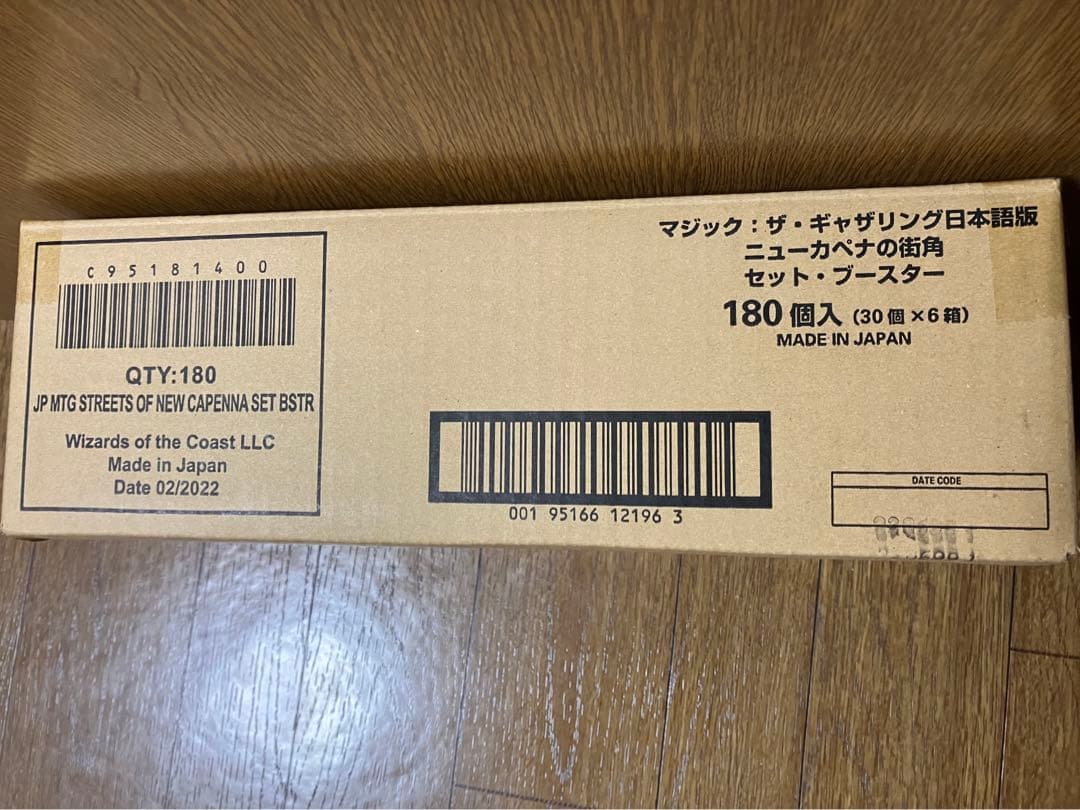 C95181400
QTY:180
JP MTG STREETS OF NEW CAPENNA SET BSTR
Wizards of the Coast LLC
Made in Japan
Date 02/2022
マジック：ザ・ギャザリング日本語版
ニューカペナの街角
セット・ブースター
180個入（30個×6箱）
MADE IN JAPAN
001 95166 12196 3
DATE CODE